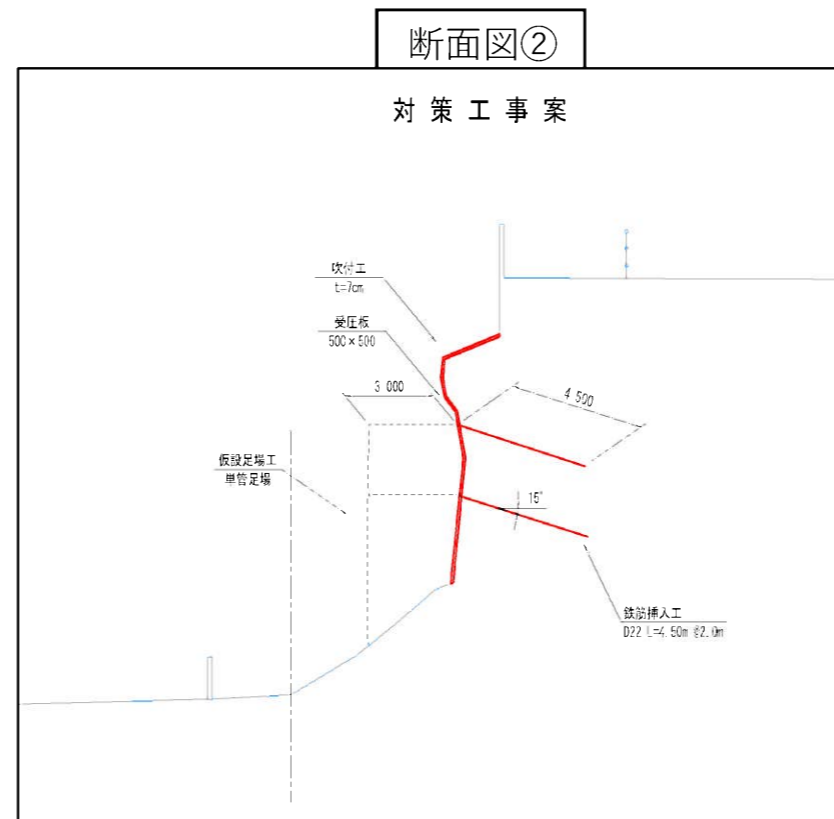 断面図②
対策工事案
吹付工
t=7cm
受圧板
500×500
3 000
4 500
仮設足場工
単管足場
15°
鉄筋挿入工
D22 L=4.50m @2.0m